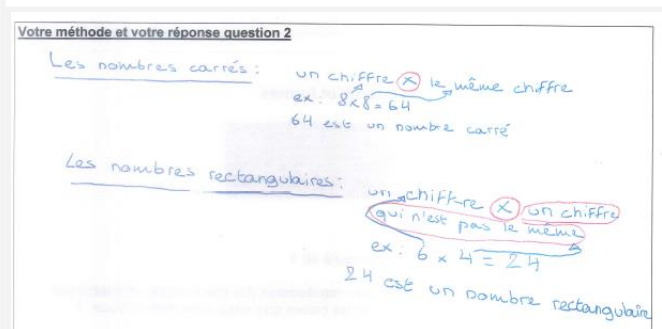 Votre méthode et votre réponse question 2
Les nombres carrés :
un chiffre × le même chiffre
ex : 8 × 8 = 64
64 est un nombre carré
Les nombres rectangulaires :
un chiffre × un chiffre
qui n'est pas le même
ex : 6 × 4 = 24
24 est un nombre rectangulaire